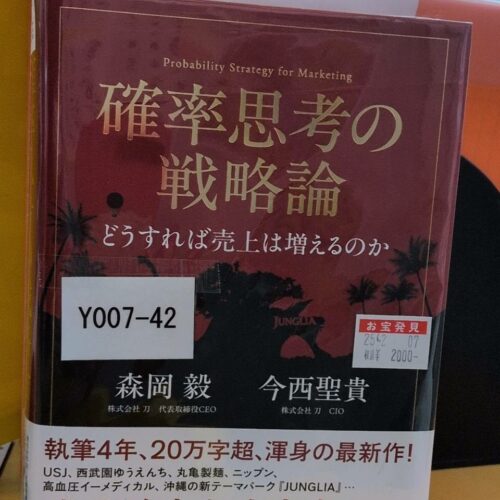 Probability Strategy for Marketing
確率思考の
戦略論
どうすれば売上は増えるのか
JUNGLIA
Y007-42
お宝発見
2000-
森岡 毅
株式会社 刀 代表取締役CEO
今西聖貴
株式会社 刀 CIO
執筆4年、20万字超、渾身の最新作!
USJ、西武園ゆうえんち、丸亀製麺、ニップン、
高血圧イーメディカル、沖縄の新テーマパーク『JUNGLIA』…